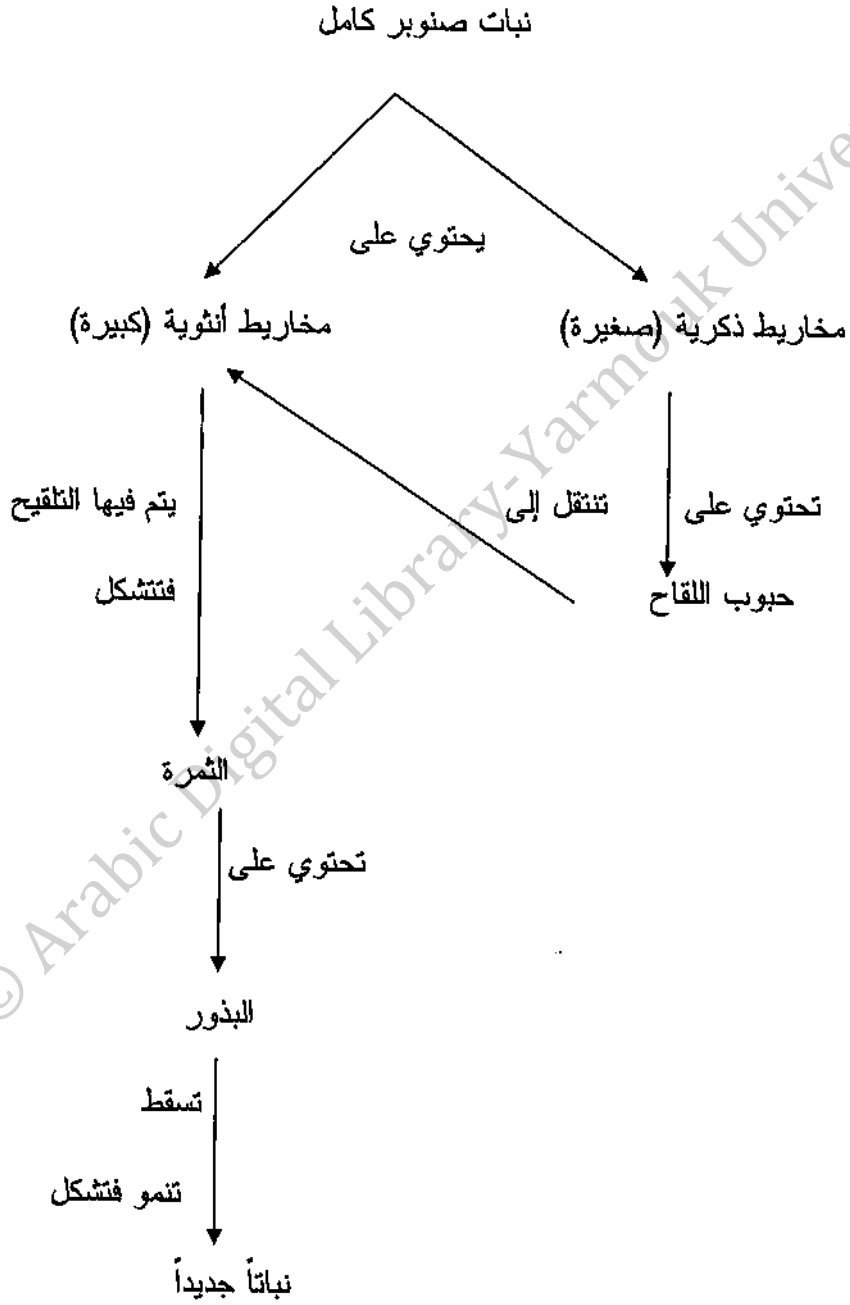 نبات صنوبر كامل
يحتوي على
مخاريط ذكرية (صغيرة)
مخاريط أنثوية (كبيرة)
تحتوي على
تنتقل إلى
يتم فيها التلقيح
حبوب اللقاح
فتتشكل
الثمرة
تحتوي على
البذور
تسقط
تنمو فتشكل
نباتاً جديداً
© Arabic Digital Library-Yarmouk Univer